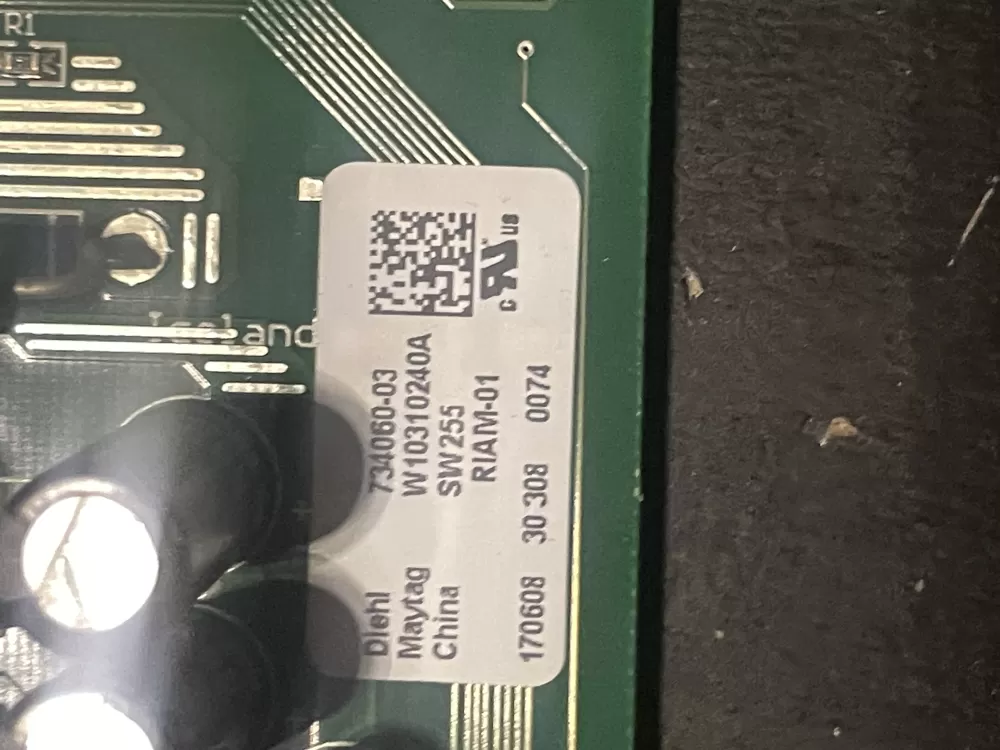 R1
Iceland
Diehl 734060-03
Maytag W10310240A
China SW255
RIAM-01
170608 30 308 0074
c US